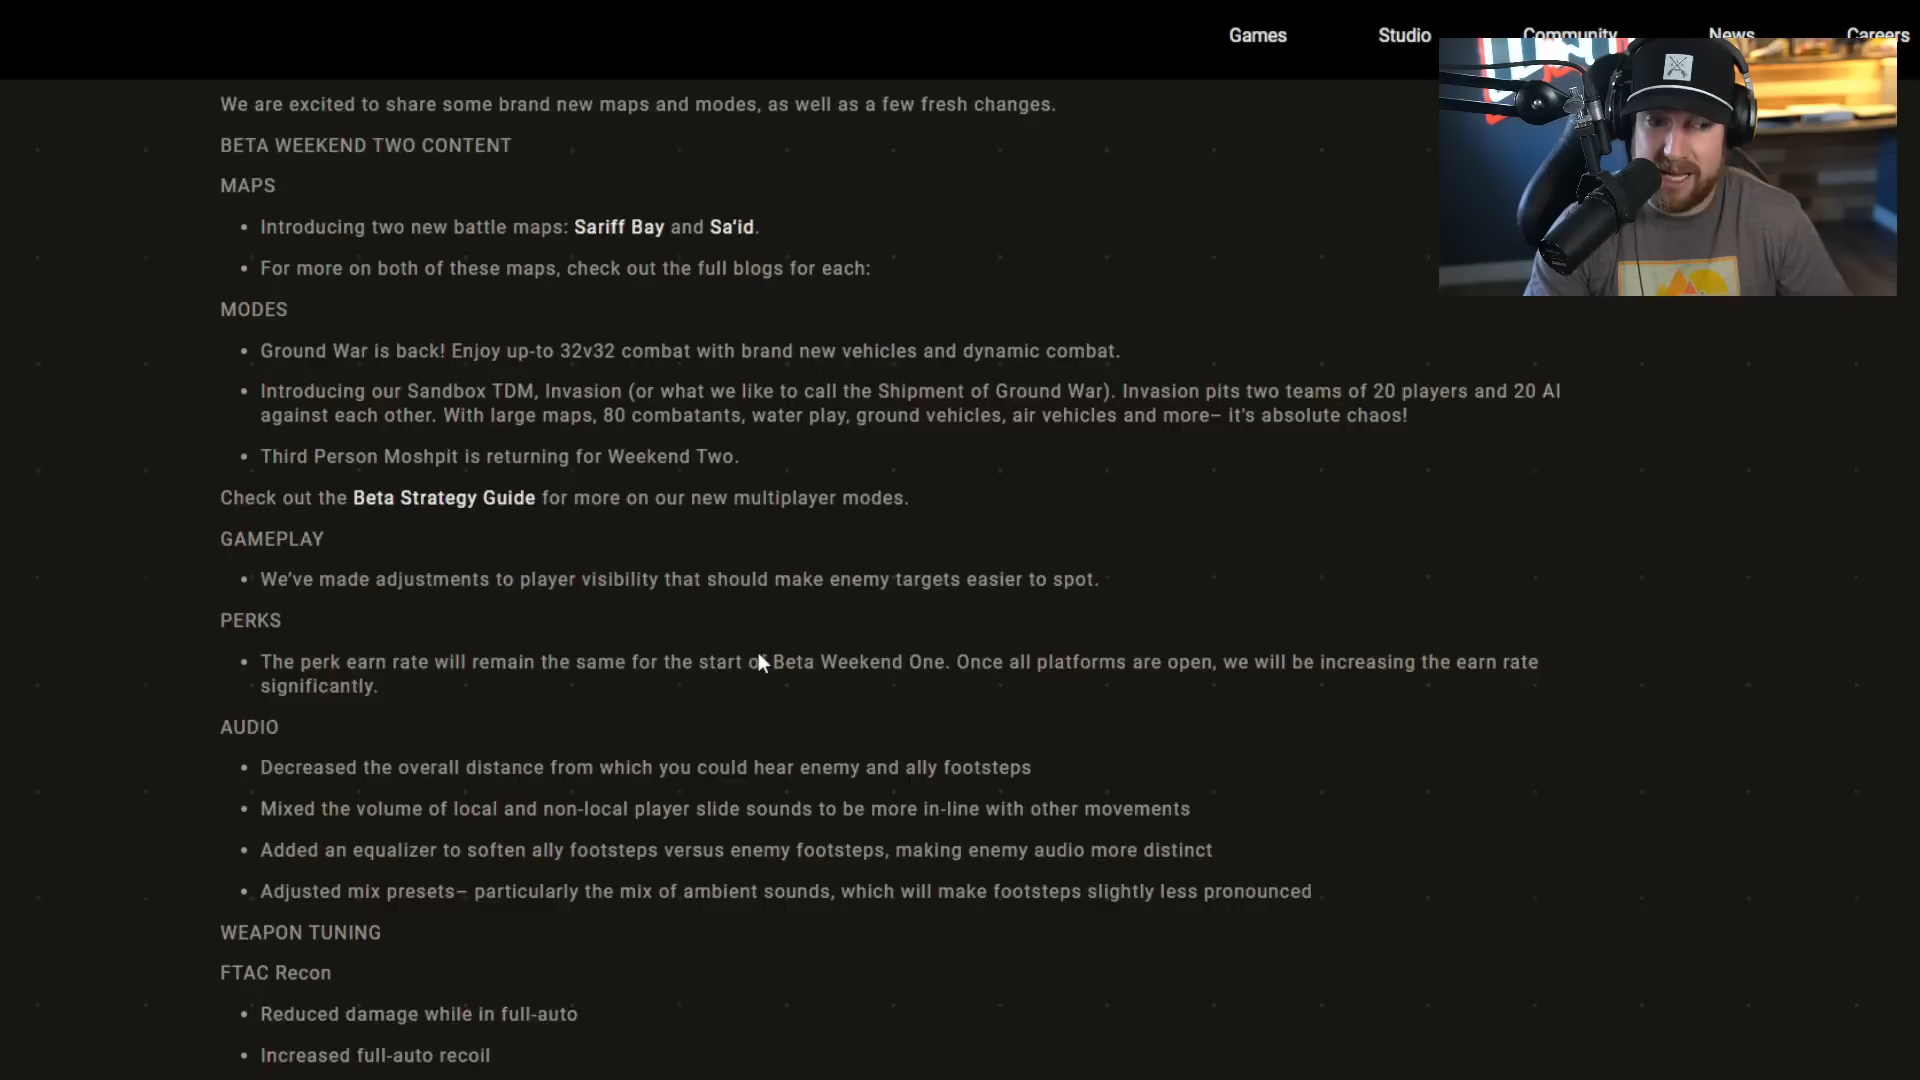 Games Studio Community News Careers
We are excited to share some brand new maps and modes, as well as a few fresh changes.
BETA WEEKEND TWO CONTENT
MAPS
• Introducing two new battle maps: Sariff Bay and Sa'id.
• For more on both of these maps, check out the full blogs for each:
MODES
• Ground War is back! Enjoy up-to 32v32 combat with brand new vehicles and dynamic combat.
• Introducing our Sandbox TDM, Invasion (or what we like to call the Shipment of Ground War). Invasion pits two teams of 20 players and 20 AI
against each other. With large maps, 80 combatants, water play, ground vehicles, air vehicles and more– it's absolute chaos!
• Third Person Moshpit is returning for Weekend Two.
Check out the Beta Strategy Guide for more on our new multiplayer modes.
GAMEPLAY
• We've made adjustments to player visibility that should make enemy targets easier to spot.
PERKS
• The perk earn rate will remain the same for the start of Beta Weekend One. Once all platforms are open, we will be increasing the earn rate
significantly.
AUDIO
• Decreased the overall distance from which you could hear enemy and ally footsteps
• Mixed the volume of local and non-local player slide sounds to be more in-line with other movements
• Added an equalizer to soften ally footsteps versus enemy footsteps, making enemy audio more distinct
• Adjusted mix presets– particularly the mix of ambient sounds, which will make footsteps slightly less pronounced
WEAPON TUNING
FTAC Recon
• Reduced damage while in full-auto
• Increased full-auto recoil